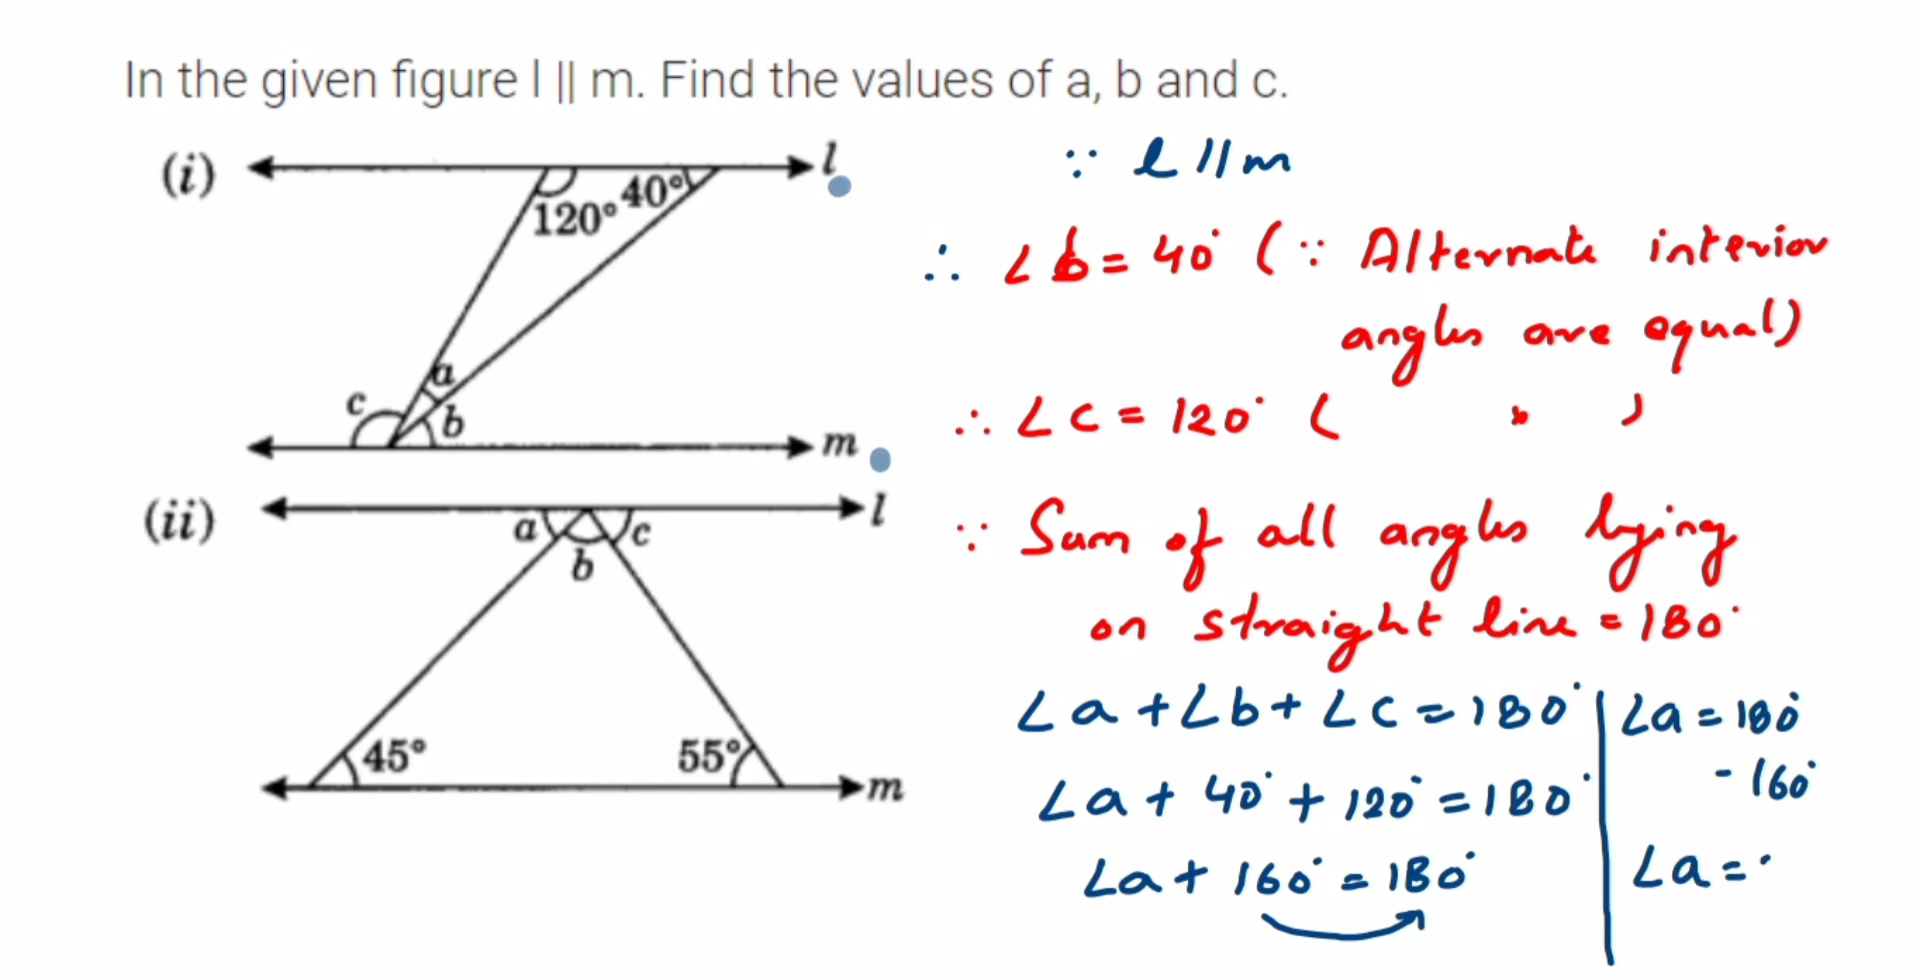 In the given figure l || m. Find the values of a, b and c.
(i)
l
120° 40°
a
c
b
m
(ii)
l
a
c
b
45°
55°
m
∵ l || m
∴ ∠b = 40° (∵ Alternate interior
angles are equal)
∴ ∠c = 120° ( " )
∵ Sum of all angles lying
on straight line = 180°
∠a + ∠b + ∠c = 180°
∠a + 40° + 120° = 180°
∠a + 160° = 180°
∠a = 180°
- 160°
∠a =